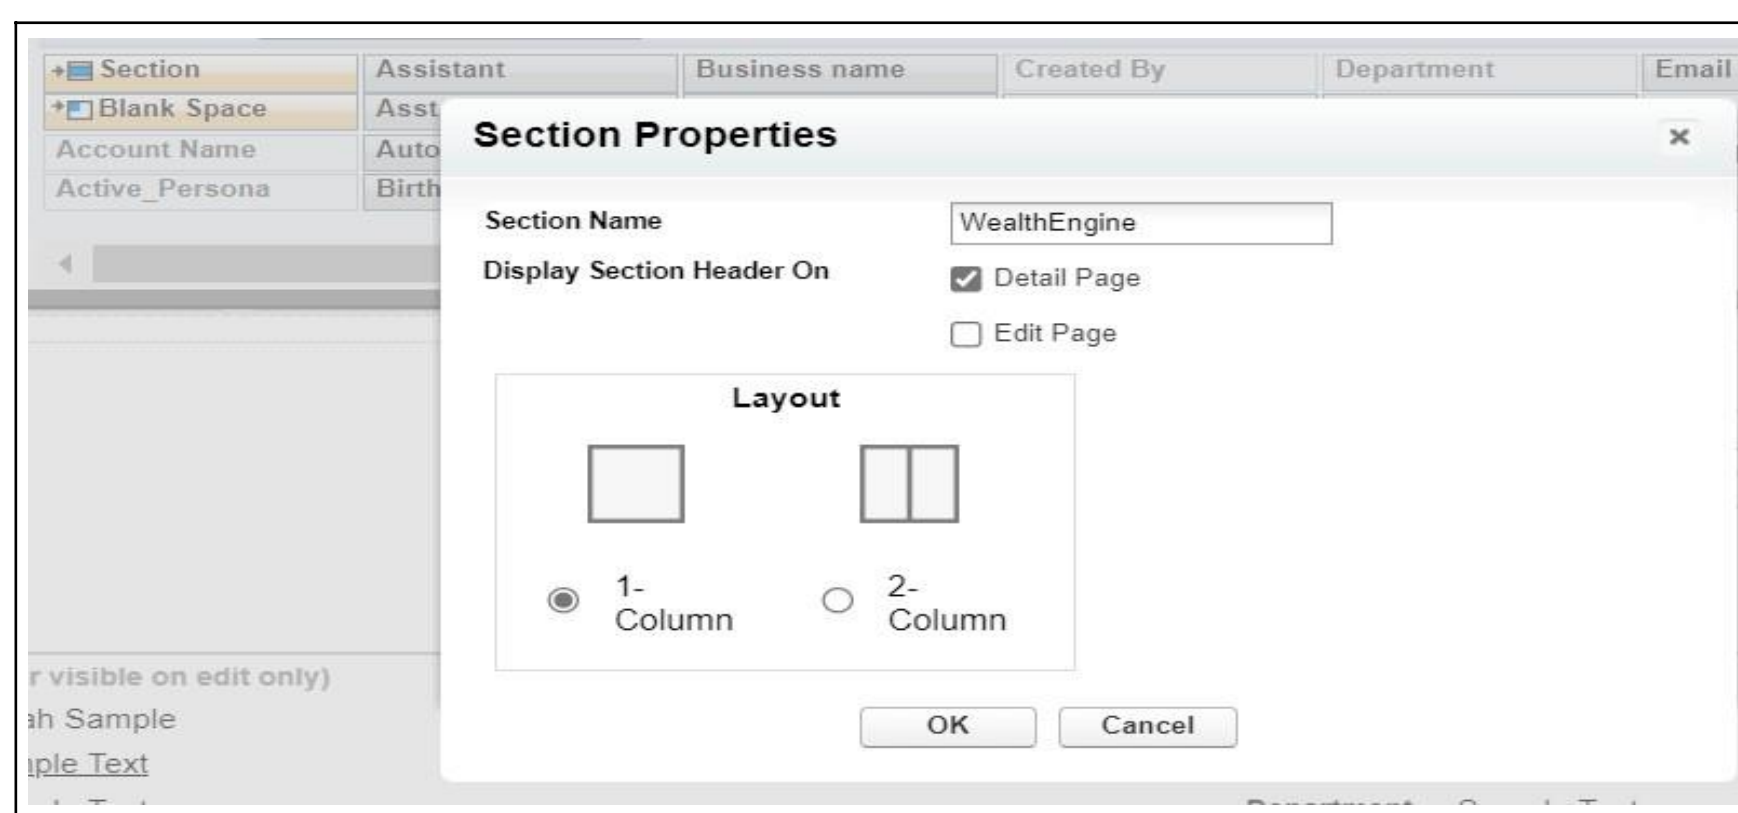 Section Assistant Business name Created By Department Email
Blank Space Asst
Account Name Auto
Active_Persona Birth
Section Properties
Section Name WealthEngine
Display Section Header On Detail Page
Edit Page
Layout
1-
Column
2-
Column
OK Cancel
r visible on edit only)
ah Sample
nple Text